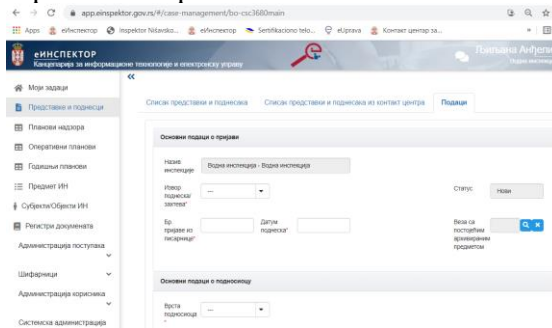 app.einspektor.gov.rs/#/case-management/bo-csc3680main
Apps
еИнспектор
Inspektor Nišavsko...
еИнспектор
Sertifikaciono telo...
eUprava
Контакт центар за...
еИНСПЕКТОР
Канцеларија за информационе технологије и електронску управу
Моји задаци
Представке и поднесци
Планови надзора
Оперативни планови
Годишњи планови
Предмет ИН
Субјекти/Објекти ИН
Регистри докумената
Администрација поступака
Шифарници
Администрација корисника
Системска администрација
Списак представки и поднесака
Списак представки и поднесака из контакт центра
Подаци
Основни подаци о пријави
Назив инспекције
Водна инспекција - Водна инспекција
Извор поднеска/захтева*
---
Статус
Нови
Бр. пријаве из писарнице*
Датум поднеска*
Веза са постојећим архивираним предметом
Основни подаци о подносиоцу
Врста подносиоца
*
---